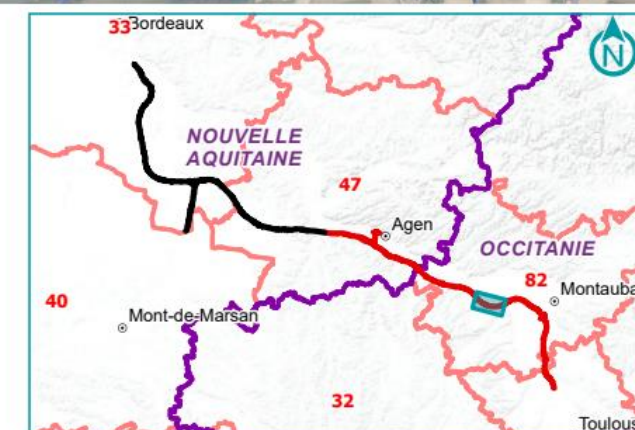 33
Bordeaux
N
NOUVELLE
AQUITAINE
47
Agen
OCCITANIE
82
Montauba
40
Mont-de-Marsan
32
Toulous